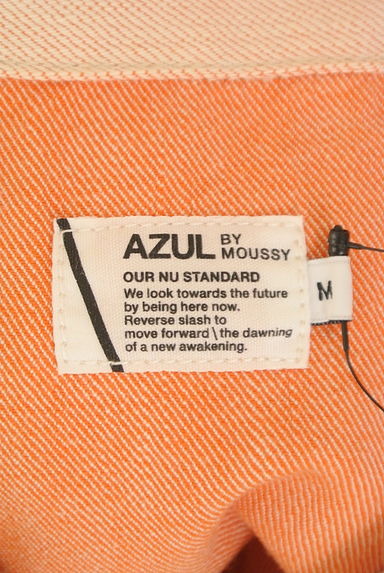 AZUL BY MOUSSY
OUR NU STANDARD
We look towards the future
by being here now.
Reverse slash to
move forward \ the dawning
of a new awakening.
M